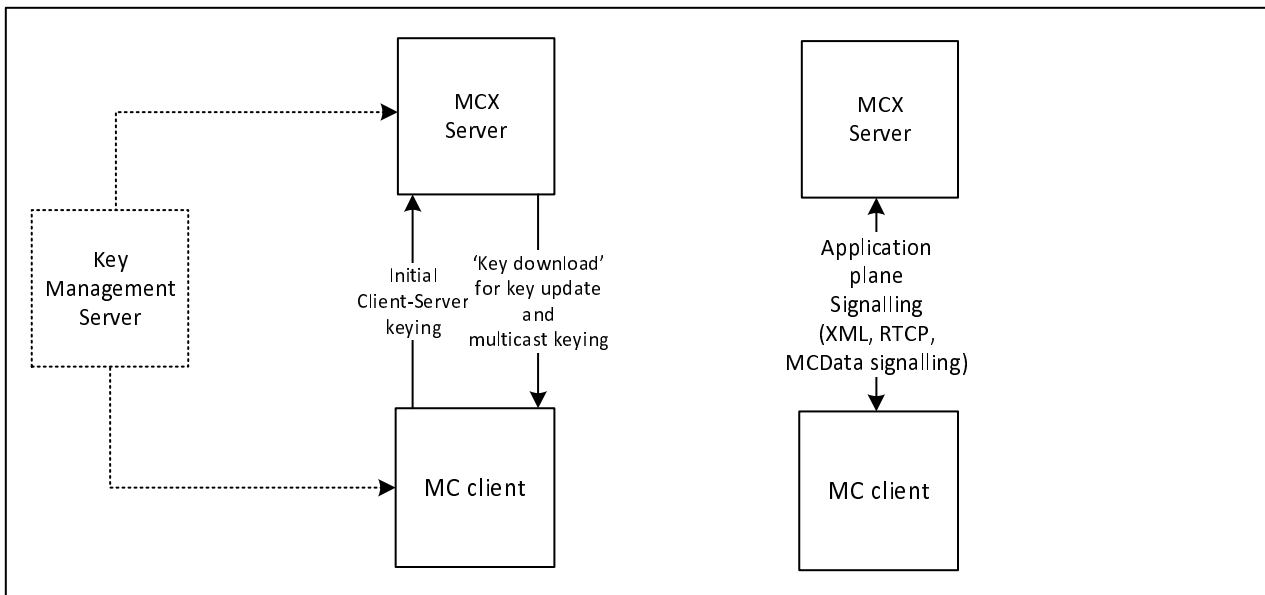 MCX
Server
MCX
Server
Key
Management
Server
Initial
Client-Server
keying
‘Key download’
for key update
and
multicast keying
Application
plane
Signalling
(XML, RTCP,
MCData signalling)
MC client
MC client